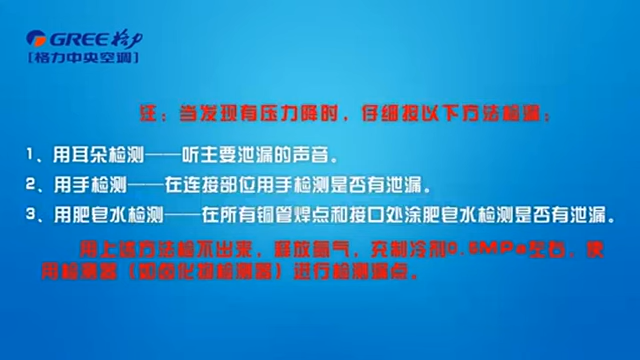 GREE格力
[格力中央空调]
注：当发现有压力降时，仔细按以下方法检漏：
1、用耳朵检测——听主要泄漏的声音。
2、用手检测——在连接部位用手检测是否有泄漏。
3、用肥皂水检测——在所有铜管焊点和接口处涂肥皂水检测是否有泄漏。
用上述方法检不出来，释放氮气，充制冷剂0.5MPa左右，使
用检测器（如卤化物检测器）进行检测漏点。